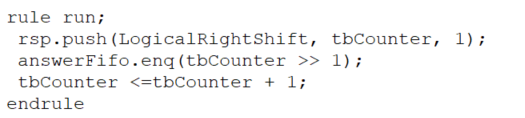 rule run;
rsp.push(LogicalRightShift, tbCounter, 1);
answerFifo.enq(tbCounter >> 1);
tbCounter <=tbCounter + 1;
endrule